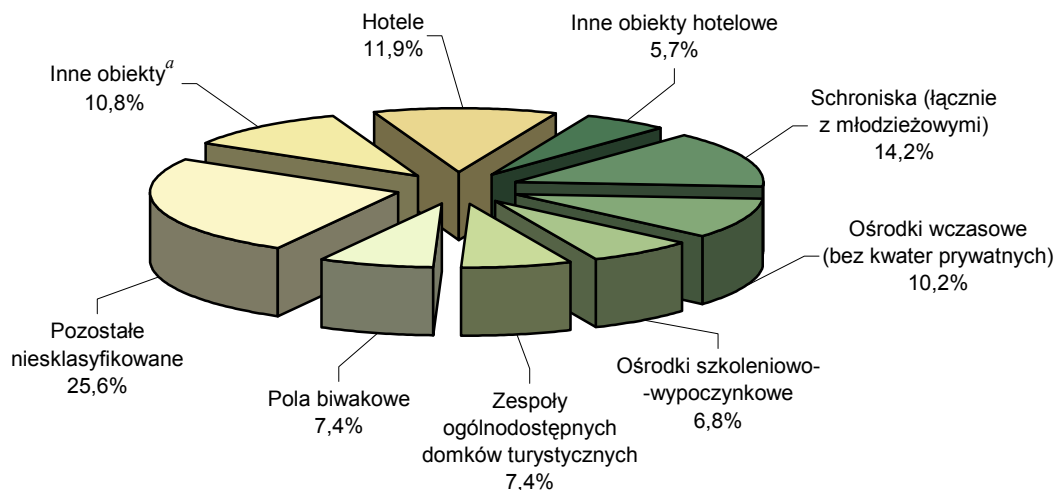 Hotele
11,9%
Inne obiekty hotelowe
5,7%
Inne obiekty^a
10,8%
Schroniska (łącznie
z młodzieżowymi)
14,2%
Ośrodki wczasowe
(bez kwater prywatnych)
10,2%
Pozostałe
niesklasyfikowane
25,6%
Pola biwakowe
7,4%
Zespoły
ogólnodostępnych
domków turystycznych
7,4%
Ośrodki szkoleniowo-
-wypoczynkowe
6,8%